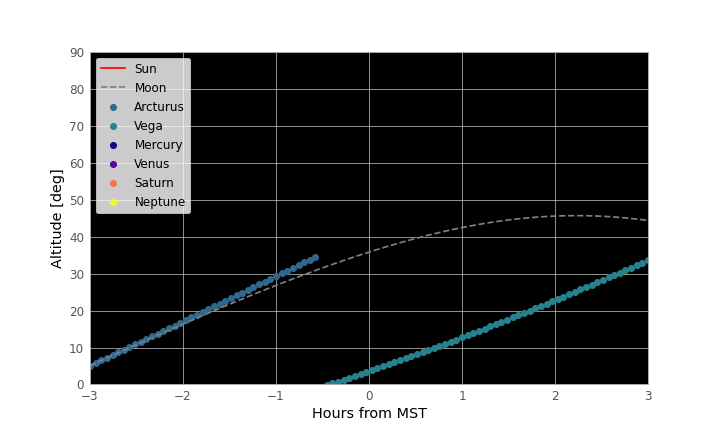 90
80
70
60
50
40
30
20
10
0
Altitude [deg]
Sun
Moon
Arcturus
Vega
Mercury
Venus
Saturn
Neptune
−3
−2
−1
0
1
2
3
Hours from MST